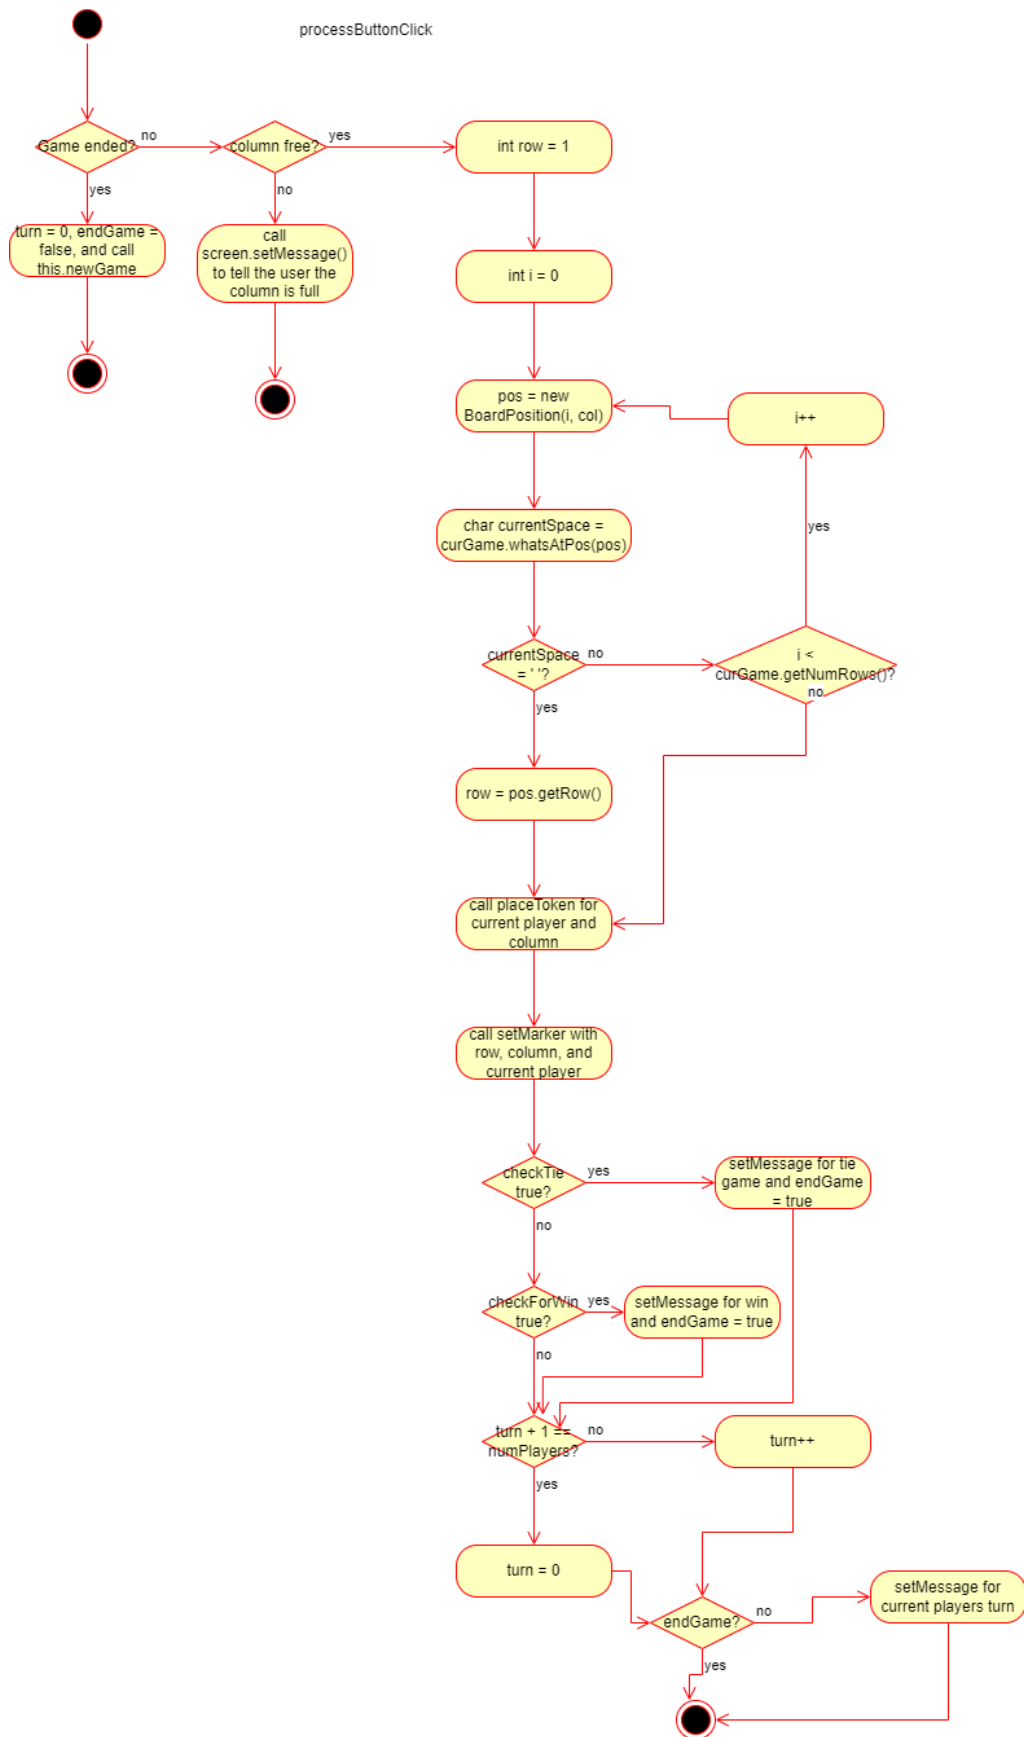 processButtonClick
Game ended?
no
column free?
yes
int row = 1
yes
no
turn = 0, endGame =
false, and call
this.newGame
call
screen.setMessage()
to tell the user the
column is full
int i = 0
pos = new
BoardPosition(i, col)
i++
char currentSpace =
curGame.whatsAtPos(pos)
yes
currentSpace
= ' '?
no
i <
curGame.getNumRows()?
no
yes
row = pos.getRow()
call placeToken for
current player and
column
call setMarker with
row, column, and
current player
checkTie
true?
yes
setMessage for tie
game and endGame
= true
no
checkForWin
true?
yes
setMessage for win
and endGame = true
no
turn + 1 ==
numPlayers?
no
turn++
yes
turn = 0
endGame?
no
setMessage for
current players turn
yes